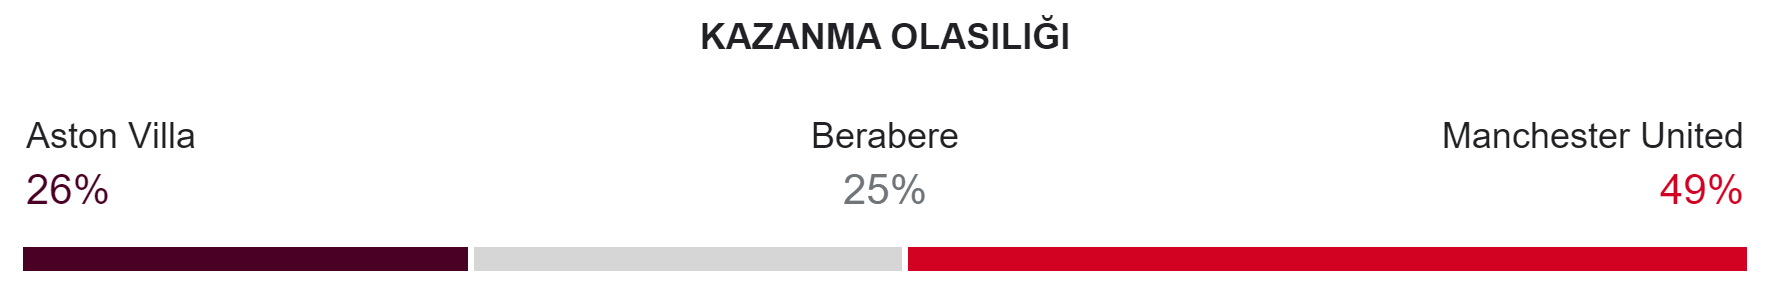 KAZANMA OLASILIĞI
Aston Villa Berabere Manchester United
26% 25% 49%